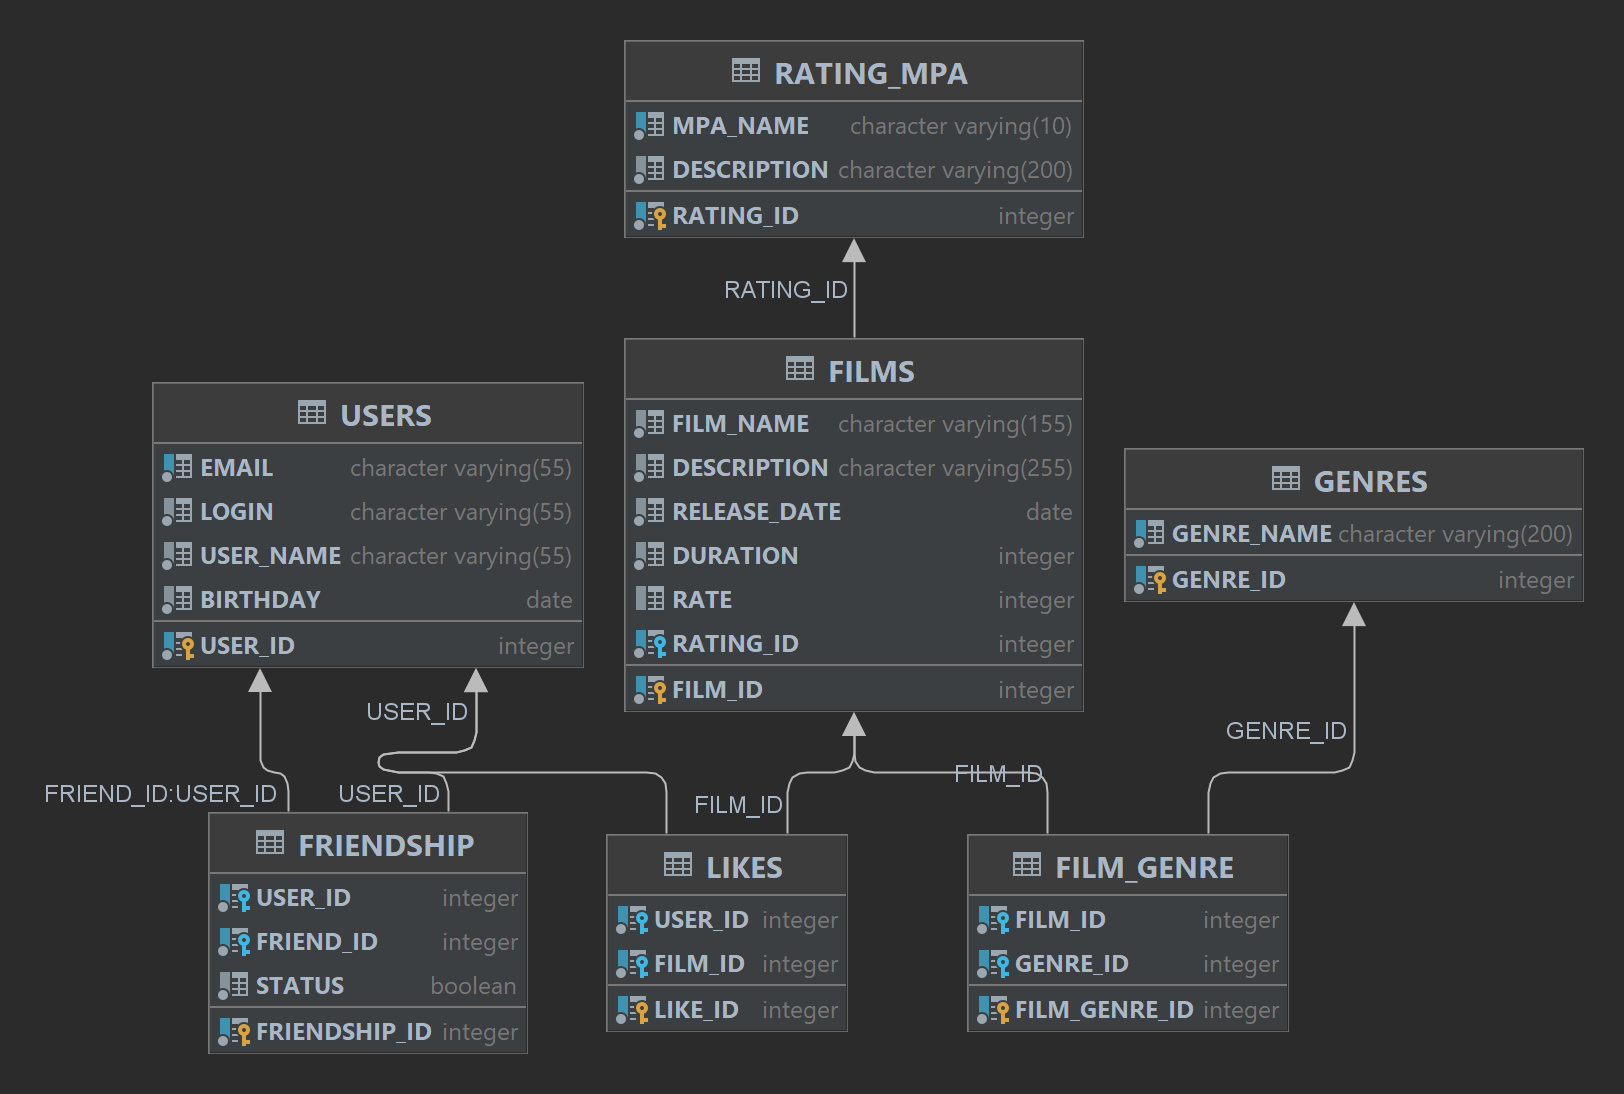 RATING_MPA
MPA_NAME character varying(10)
DESCRIPTION character varying(200)
RATING_ID integer
RATING_ID
FILMS
FILM_NAME character varying(155)
DESCRIPTION character varying(255)
RELEASE_DATE date
DURATION integer
RATE integer
RATING_ID integer
FILM_ID integer
USERS
EMAIL character varying(55)
LOGIN character varying(55)
USER_NAME character varying(55)
BIRTHDAY date
USER_ID integer
GENRES
GENRE_NAME character varying(200)
GENRE_ID integer
USER_ID
GENRE_ID
FRIEND_ID:USER_ID
USER_ID
FILM_ID
FILM_ID
FRIENDSHIP
USER_ID integer
FRIEND_ID integer
STATUS boolean
FRIENDSHIP_ID integer
LIKES
USER_ID integer
FILM_ID integer
LIKE_ID integer
FILM_GENRE
FILM_ID integer
GENRE_ID integer
FILM_GENRE_ID integer